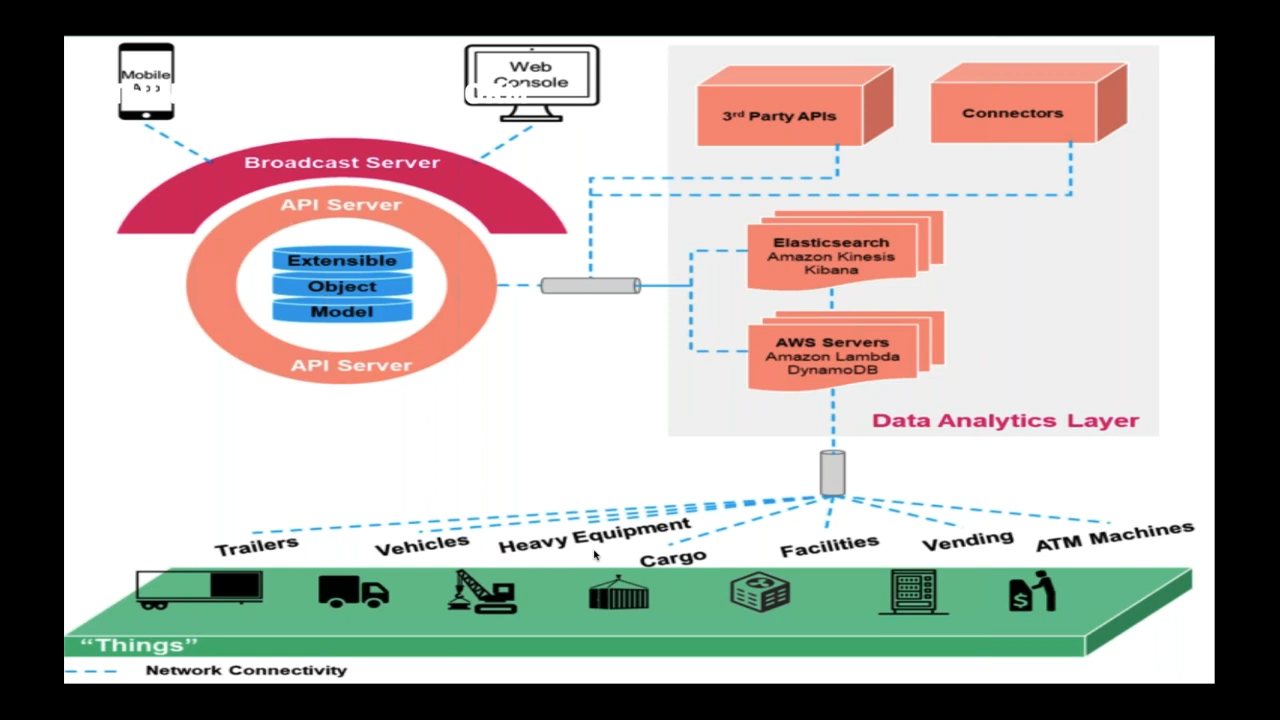 Mobile
App
Web
Console
3rd Party APIs
Connectors
Broadcast Server
API Server
Extensible
Object
Model
API Server
Elasticsearch
Amazon Kinesis
Kibana
AWS Servers
Amazon Lambda
DynamoDB
Data Analytics Layer
Trailers
Vehicles
Heavy Equipment
Cargo
Facilities
Vending
ATM Machines
$
“Things”
Network Connectivity